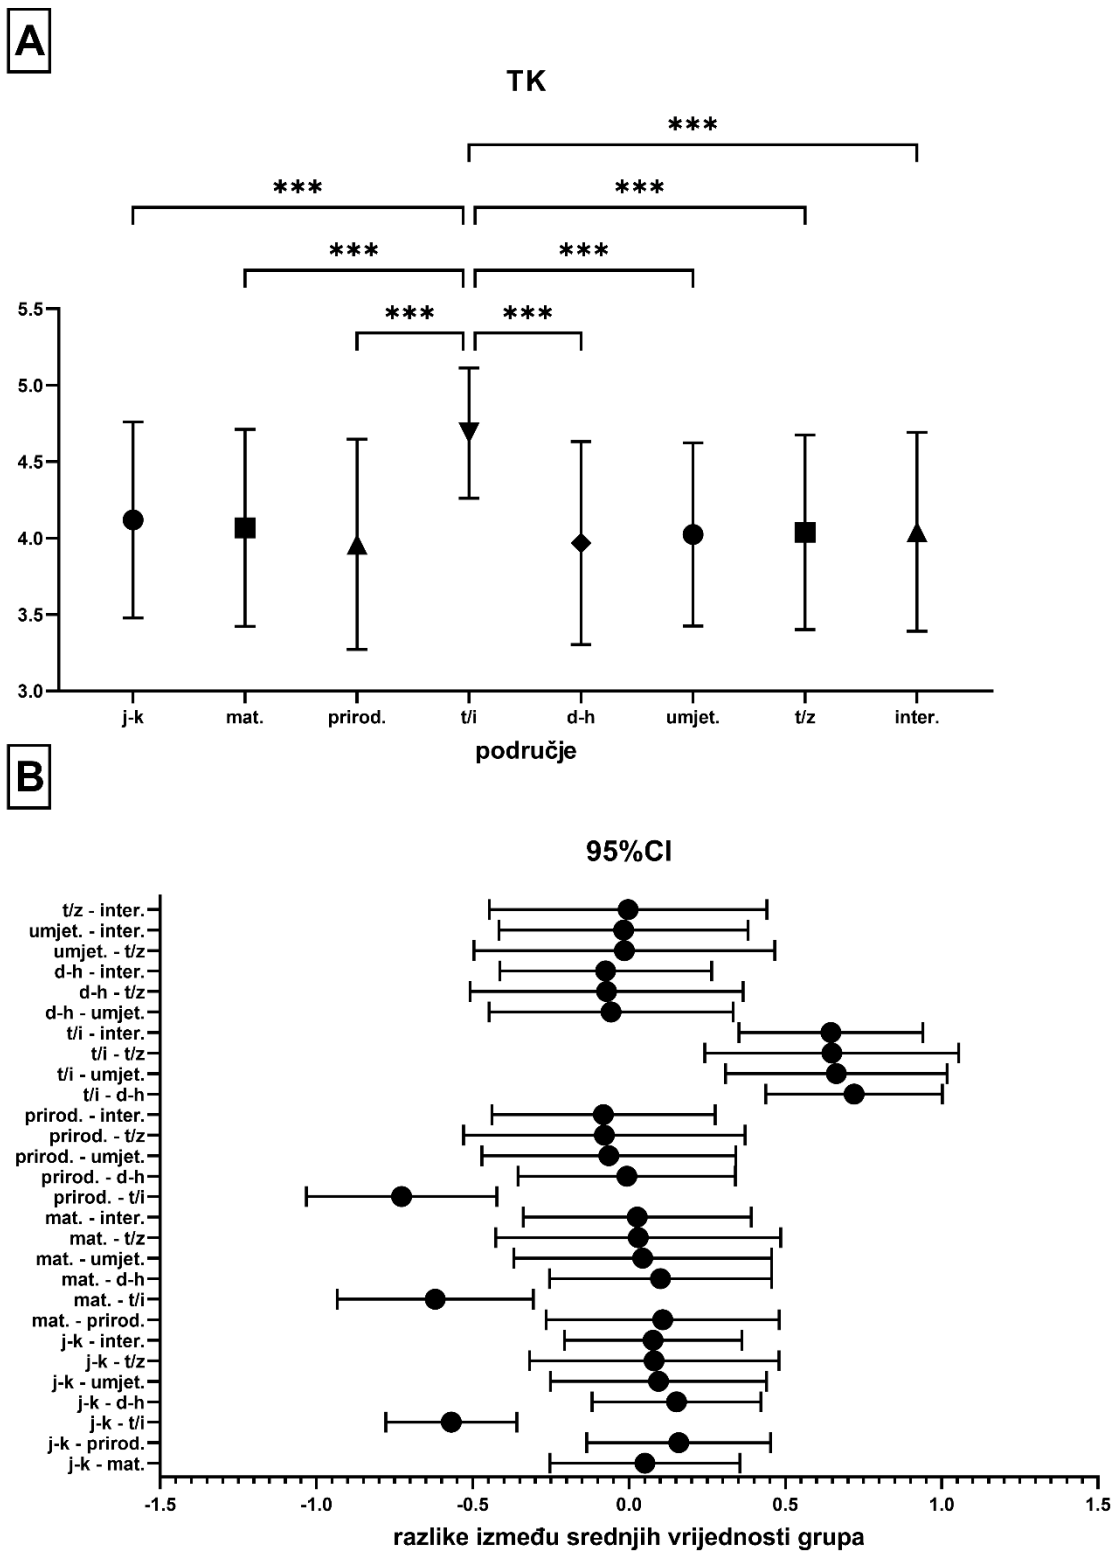 A
TK
***
*** ***
*** ***
*** ***
5.5
5.0
4.5
4.0
3.5
3.0
j-k mat. prirod. t/i d-h umjet. t/z inter.
područje
B
95%CI
t/z - inter.
umjet. - inter.
umjet. - t/z
d-h - inter.
d-h - t/z
d-h - umjet.
t/i - inter.
t/i - t/z
t/i - umjet.
t/i - d-h
prirod. - inter.
prirod. - t/z
prirod. - umjet.
prirod. - d-h
prirod. - t/i
mat. - inter.
mat. - t/z
mat. - umjet.
mat. - d-h
mat. - t/i
mat. - prirod.
j-k - inter.
j-k - t/z
j-k - umjet.
j-k - d-h
j-k - t/i
j-k - prirod.
j-k - mat.
-1.5 -1.0 -0.5 0.0 0.5 1.0 1.5
razlike između srednjih vrijednosti grupa